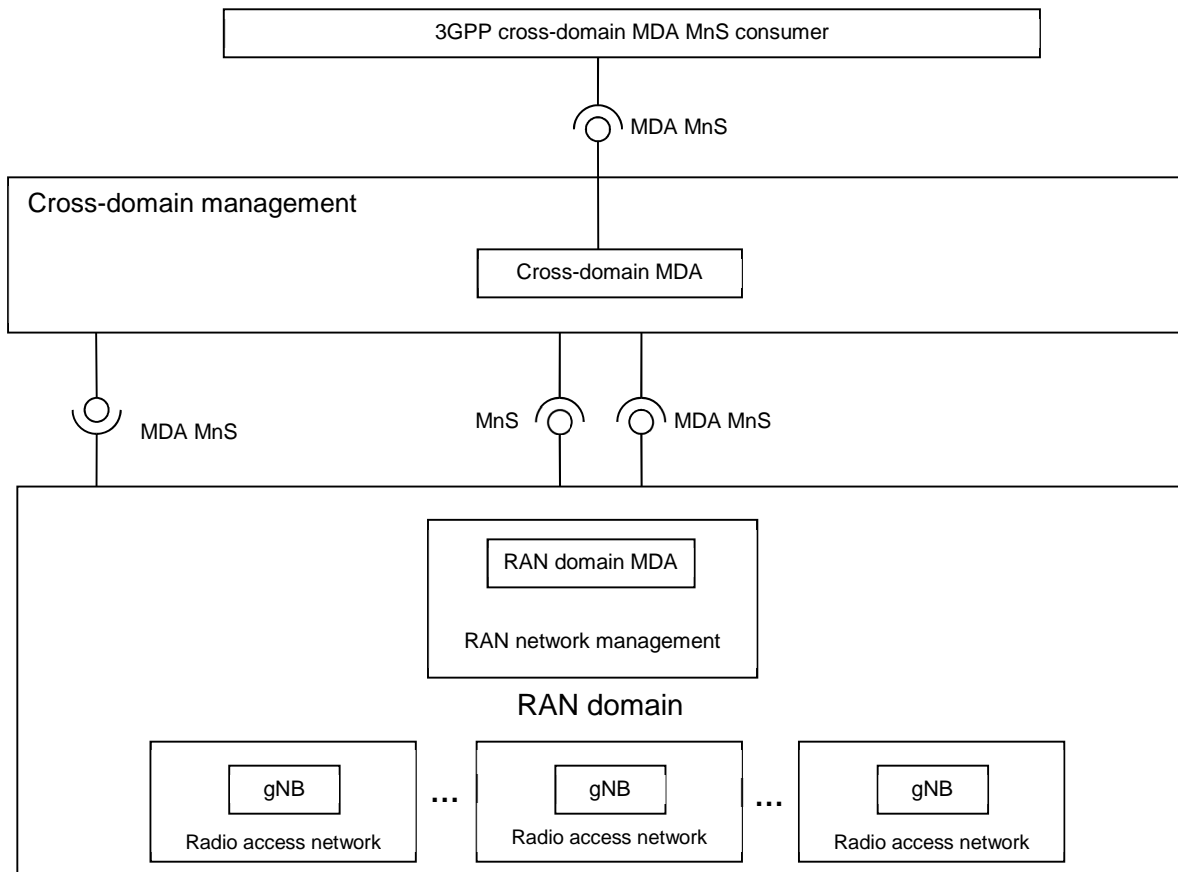 3GPP cross-domain MDA MnS consumer
MDA MnS
Cross-domain management
Cross-domain MDA
MDA MnS
MnS
MDA MnS
RAN domain MDA
RAN network management
RAN domain
gNB
Radio access network
...
gNB
Radio access network
...
gNB
Radio access network